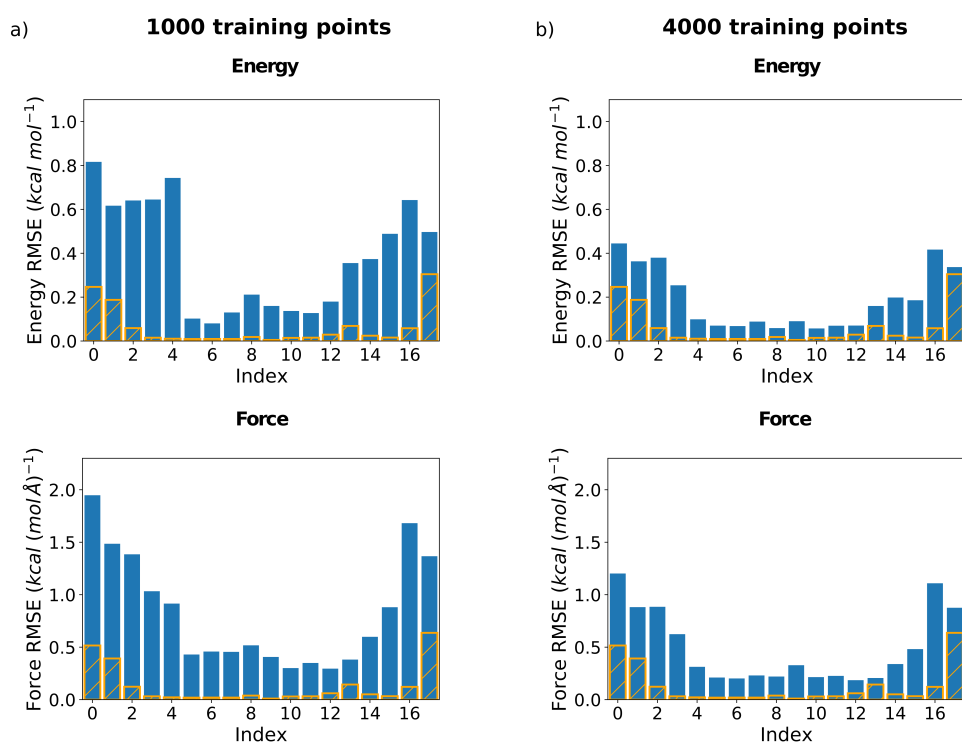 a)
1000 training points
b)
4000 training points
Energy
Energy RMSE (kcal mol⁻¹)
1.0
0.8
0.6
0.4
0.2
0.0
0 2 4 6 8 10 12 14 16
Index
Energy
Energy RMSE (kcal mol⁻¹)
1.0
0.8
0.6
0.4
0.2
0.0
0 2 4 6 8 10 12 14 16
Index
Force
Force RMSE (kcal (mol Å)⁻¹)
2.0
1.5
1.0
0.5
0.0
0 2 4 6 8 10 12 14 16
Index
Force
Force RMSE (kcal (mol Å)⁻¹)
2.0
1.5
1.0
0.5
0.0
0 2 4 6 8 10 12 14 16
Index